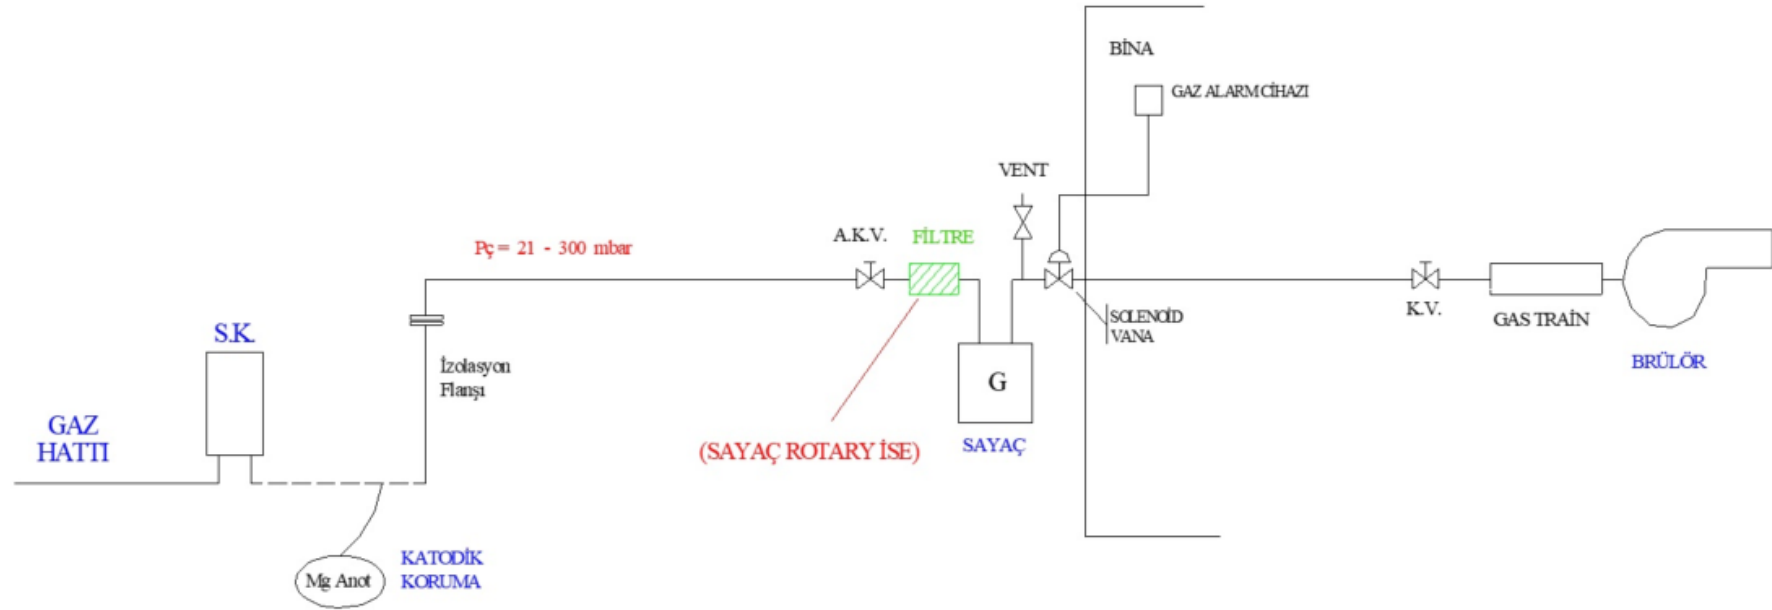 BİNA
GAZ ALARM CİHAZI
VENT
A.K.V.
FİLTRE
Pç = 21 - 300 mbar
SOLENOİD
VANA
K.V.
GAS TRAİN
BRÜLÖR
S.K.
İzolasyon
Flanşı
G
SAYAÇ
(SAYAÇ ROTARY İSE)
GAZ
HATTI
KATODİK
KORUMA
Mg Anot